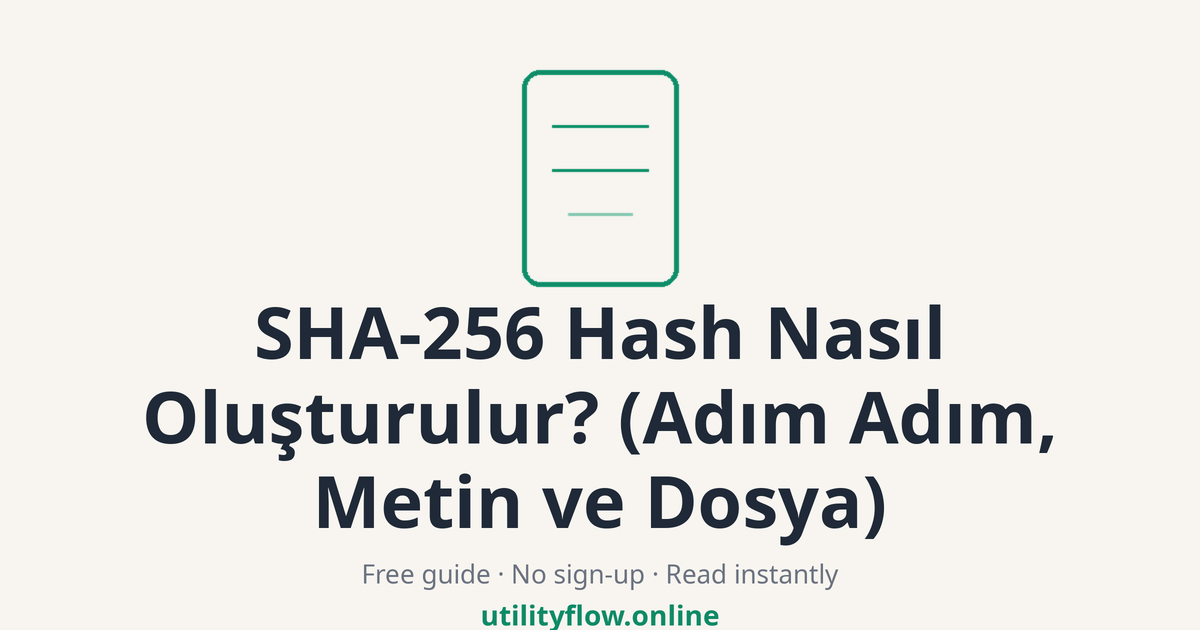 SHA-256 Hash Nasıl
Oluşturulur? (Adım Adım,
Metin ve Dosya)
Free guide · No sign-up · Read instantly
utilityflow.online